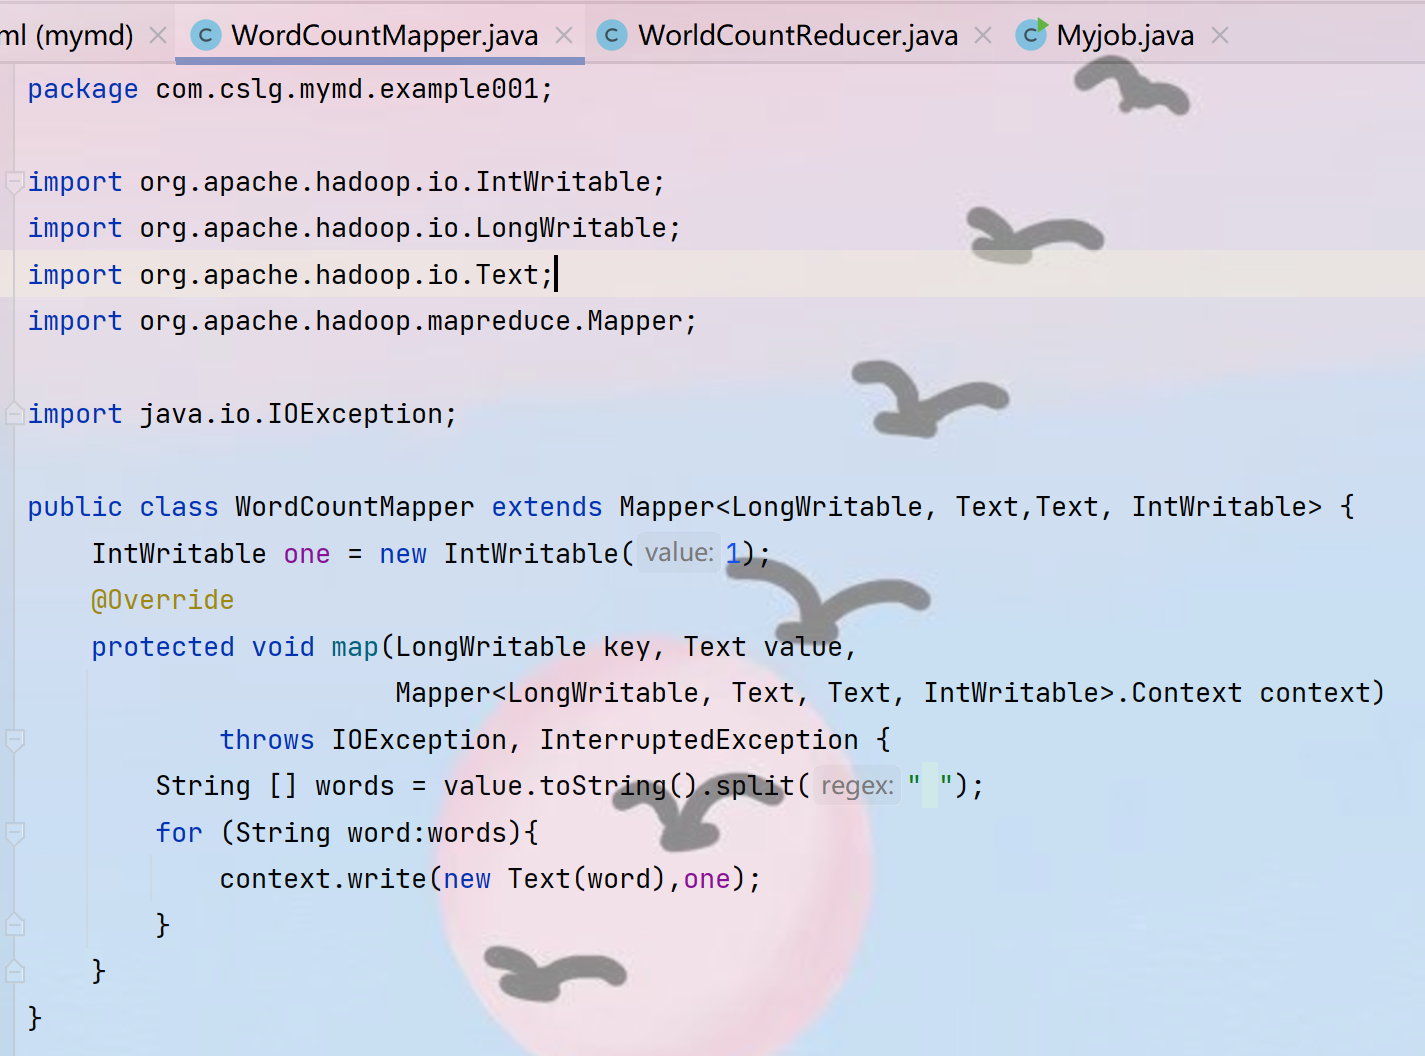 ml (mymd) WordCountMapper.java WorldCountReducer.java Myjob.java
package com.cslg.mymd.example001;
import org.apache.hadoop.io.IntWritable;
import org.apache.hadoop.io.LongWritable;
import org.apache.hadoop.io.Text;
import org.apache.hadoop.mapreduce.Mapper;
import java.io.IOException;
public class WordCountMapper extends Mapper<LongWritable, Text,Text, IntWritable> {
    IntWritable one = new IntWritable( value: 1);
    @Override
    protected void map(LongWritable key, Text value,
                       Mapper<LongWritable, Text, Text, IntWritable>.Context context)
            throws IOException, InterruptedException {
        String [] words = value.toString().split( regex: " ");
        for (String word:words){
            context.write(new Text(word),one);
        }
    }
}